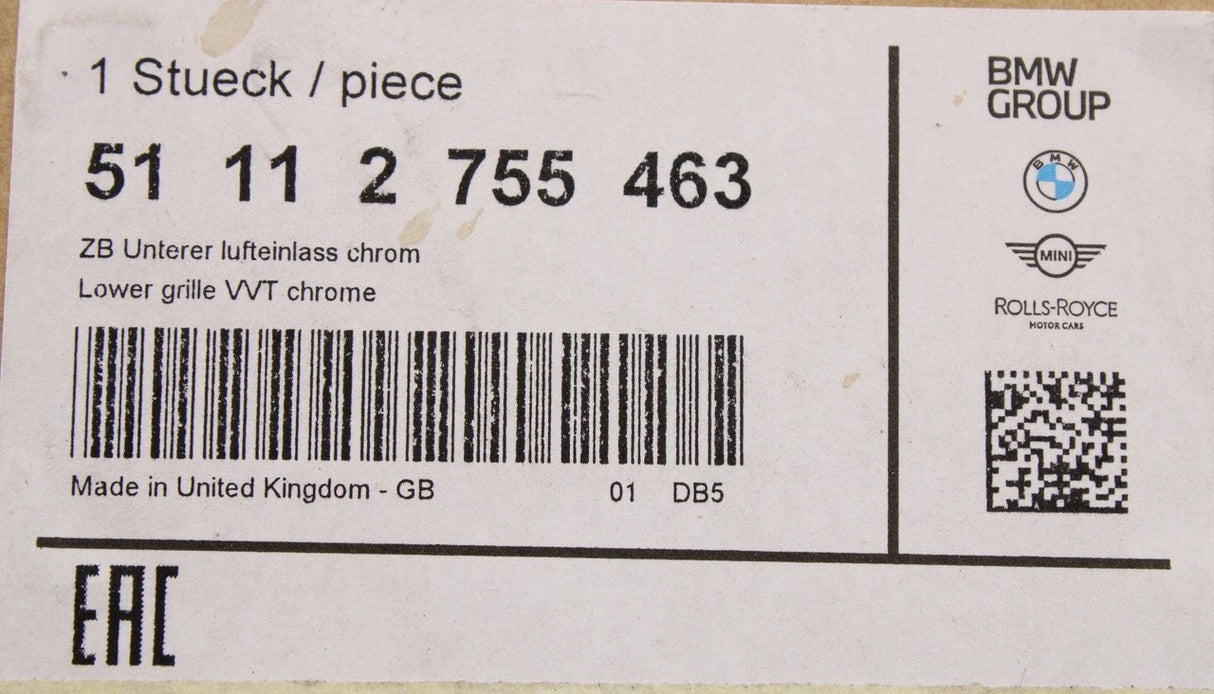 1 Stueck / piece
51 11 2 755 463
ZB Unterer lufteinlass chrom
Lower grille VVT chrome
Made in United Kingdom - GB
01 DB5
BMW
GROUP
BMW
MINI
ROLLS-ROYCE
MOTOR CARS
EAC